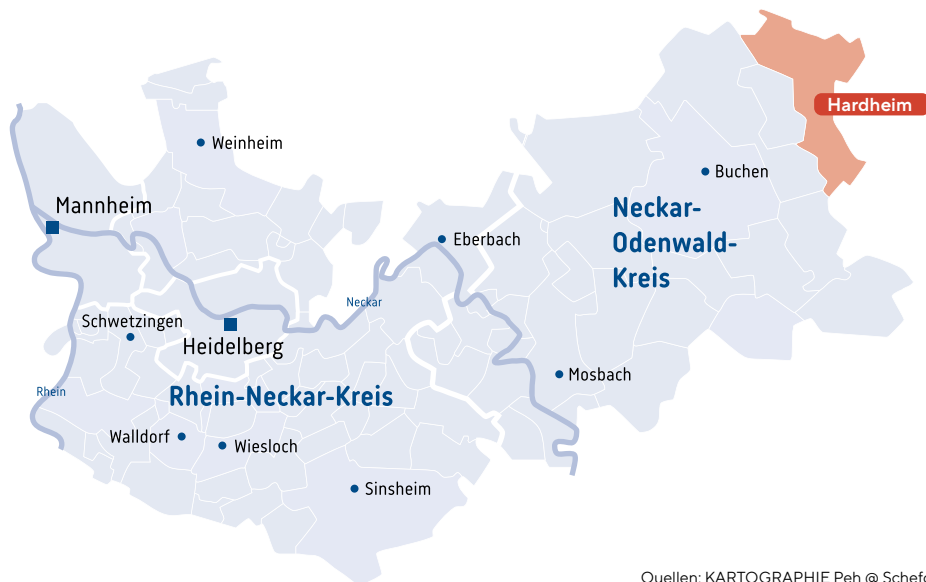 Hardheim
Weinheim
Buchen
Mannheim
Neckar-
Odenwald-
Kreis
Eberbach
Neckar
Schwetzingen
Heidelberg
Mosbach
Rhein
Rhein-Neckar-Kreis
Walldorf
Wiesloch
Sinsheim
Quellen: KARTOGRAPHIE Peh @ Schefc